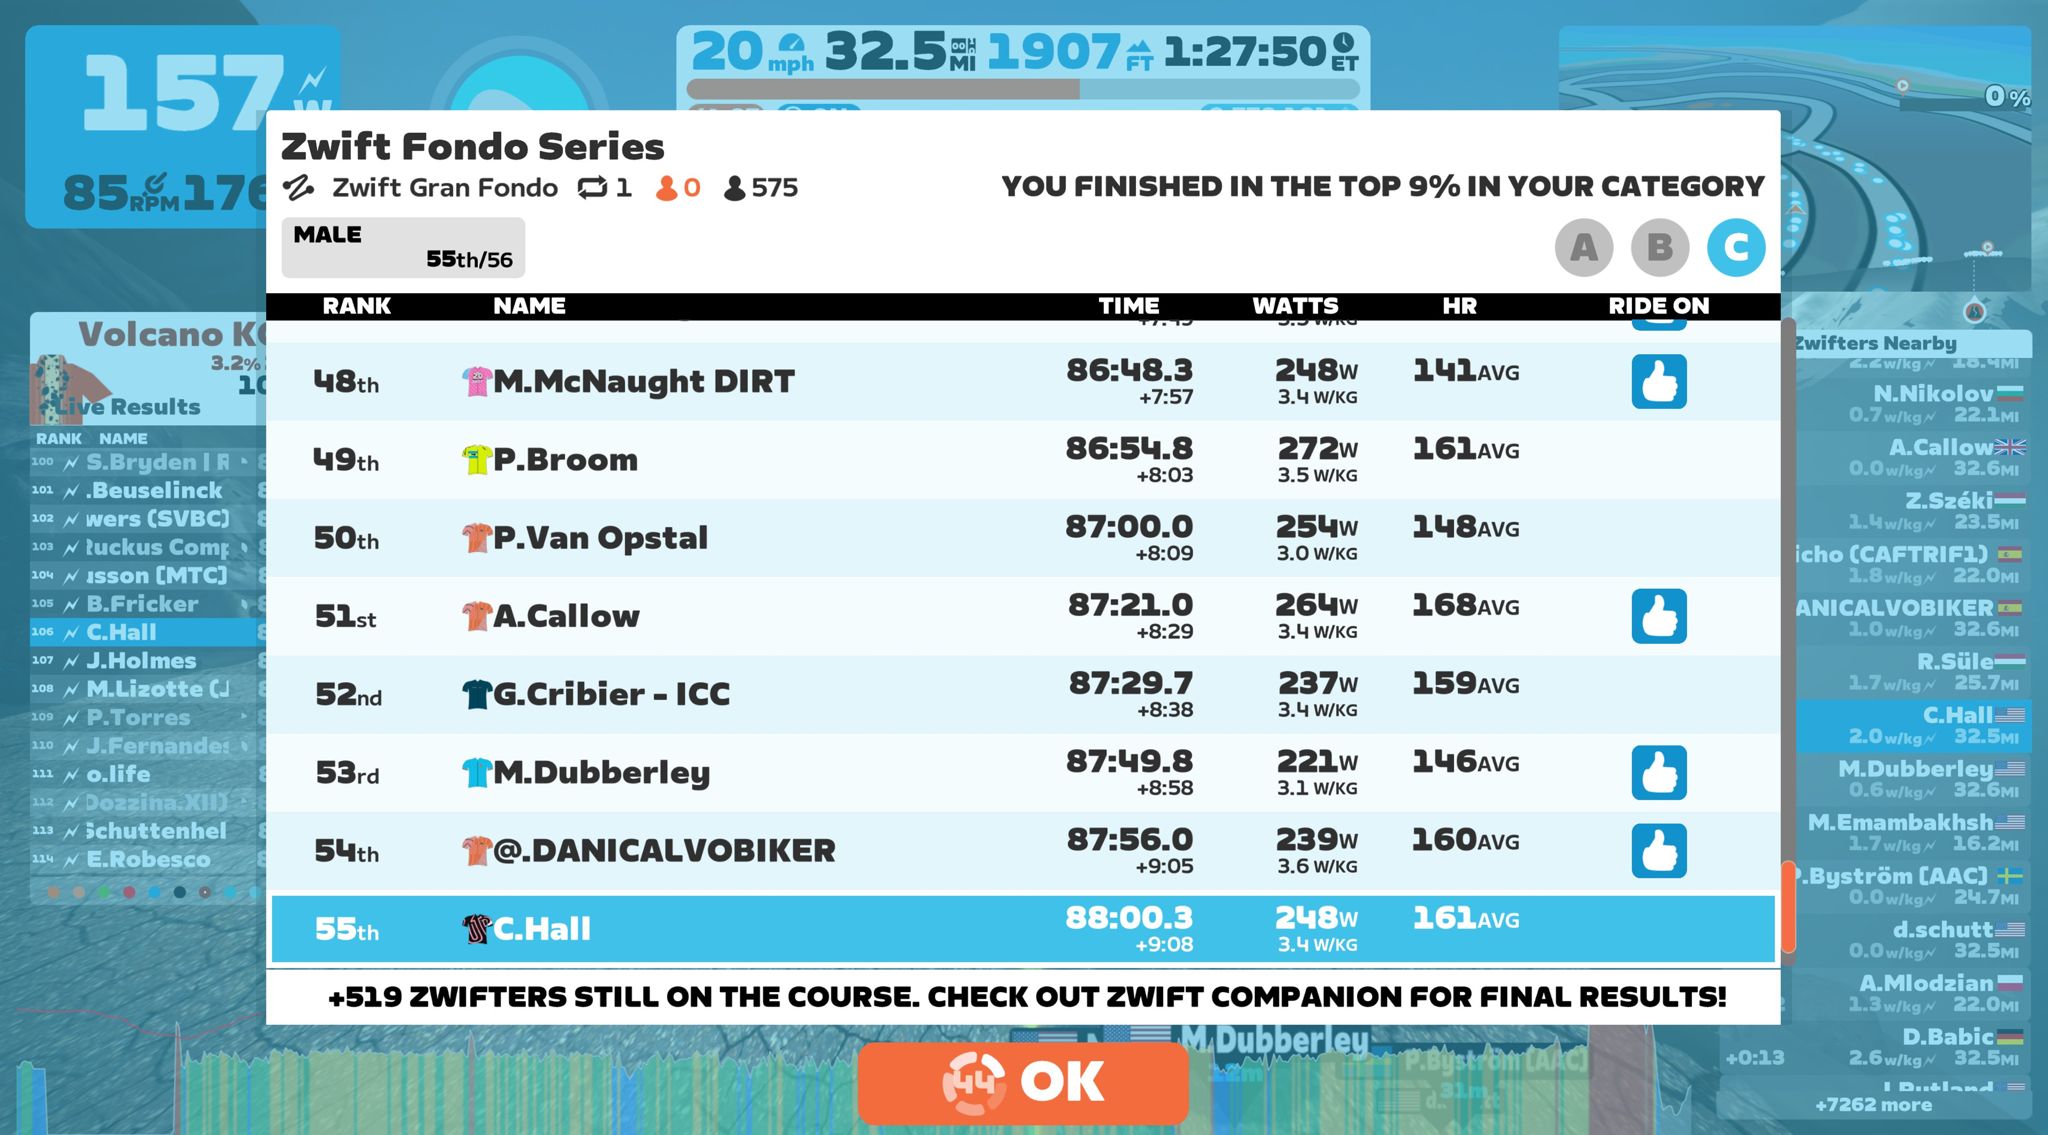 157 W
85 RPM 176
20 mph 32.5 MI 1907 FT 1:27:50 ET
0 %
Zwift Fondo Series
Zwift Gran Fondo 1 0 575
YOU FINISHED IN THE TOP 9% IN YOUR CATEGORY
MALE
55th/56
A B C
RANK NAME TIME WATTS HR RIDE ON
48th M.McNaught DIRT 86:48.3 248W 141AVG
+7:57 3.4 W/KG
49th P.Broom 86:54.8 272W 161AVG
+8:03 3.5 W/KG
50th P.Van Opstal 87:00.0 254W 148AVG
+8:09 3.0 W/KG
51st A.Callow 87:21.0 264W 168AVG
+8:29 3.4 W/KG
52nd G.Cribier - ICC 87:29.7 237W 159AVG
+8:38 3.4 W/KG
53rd M.Dubberley 87:49.8 221W 146AVG
+8:58 3.1 W/KG
54th @.DANICALVOBIKER 87:56.0 239W 160AVG
+9:05 3.6 W/KG
55th C.Hall 88:00.3 248W 161AVG
+9:08 3.4 W/KG
+519 ZWIFTERS STILL ON THE COURSE. CHECK OUT ZWIFT COMPANION FOR FINAL RESULTS!
44 OK
Volcano
3.2%
Live Results
RANK NAME
100 S.Bryden |
101 .Beuselinck
102 wers (SVBC)
103 Ruckus Comp
104 usson [MTC]
105 B.Fricker
106 C.Hall
107 J.Holmes
108 M.Lizotte (J
109 P.Torres
110 J.Fernandes
111 o.life
112 Dozzina.XII)
113 Schuttenhel
114 E.Robesco
Zwifters Nearby
2.2w/kg 18.4MI
N.Nikolov
0.7w/kg 22.1MI
A.Callow
0.0w/kg 32.6MI
Z.Széki
1.4w/kg 23.5MI
icho (CAFTRIF1)
1.8w/kg 22.0MI
DANICALVOBIKER
1.0w/kg 32.6MI
R.Süle
1.7w/kg 25.7MI
C.Hall
2.0w/kg 32.5MI
M.Dubberley
0.6w/kg 32.6MI
M.Emambakhsh
1.7w/kg 16.2MI
P.Byström (AAC)
0.0w/kg 24.7MI
d.schutt
0.0w/kg 32.5MI
A.Mlodzian
1.3w/kg 22.0MI
D.Babic
+0:13 2.6w/kg 32.5MI
+7262 more
M.Dubberley
P.Byström (AAC)
31m